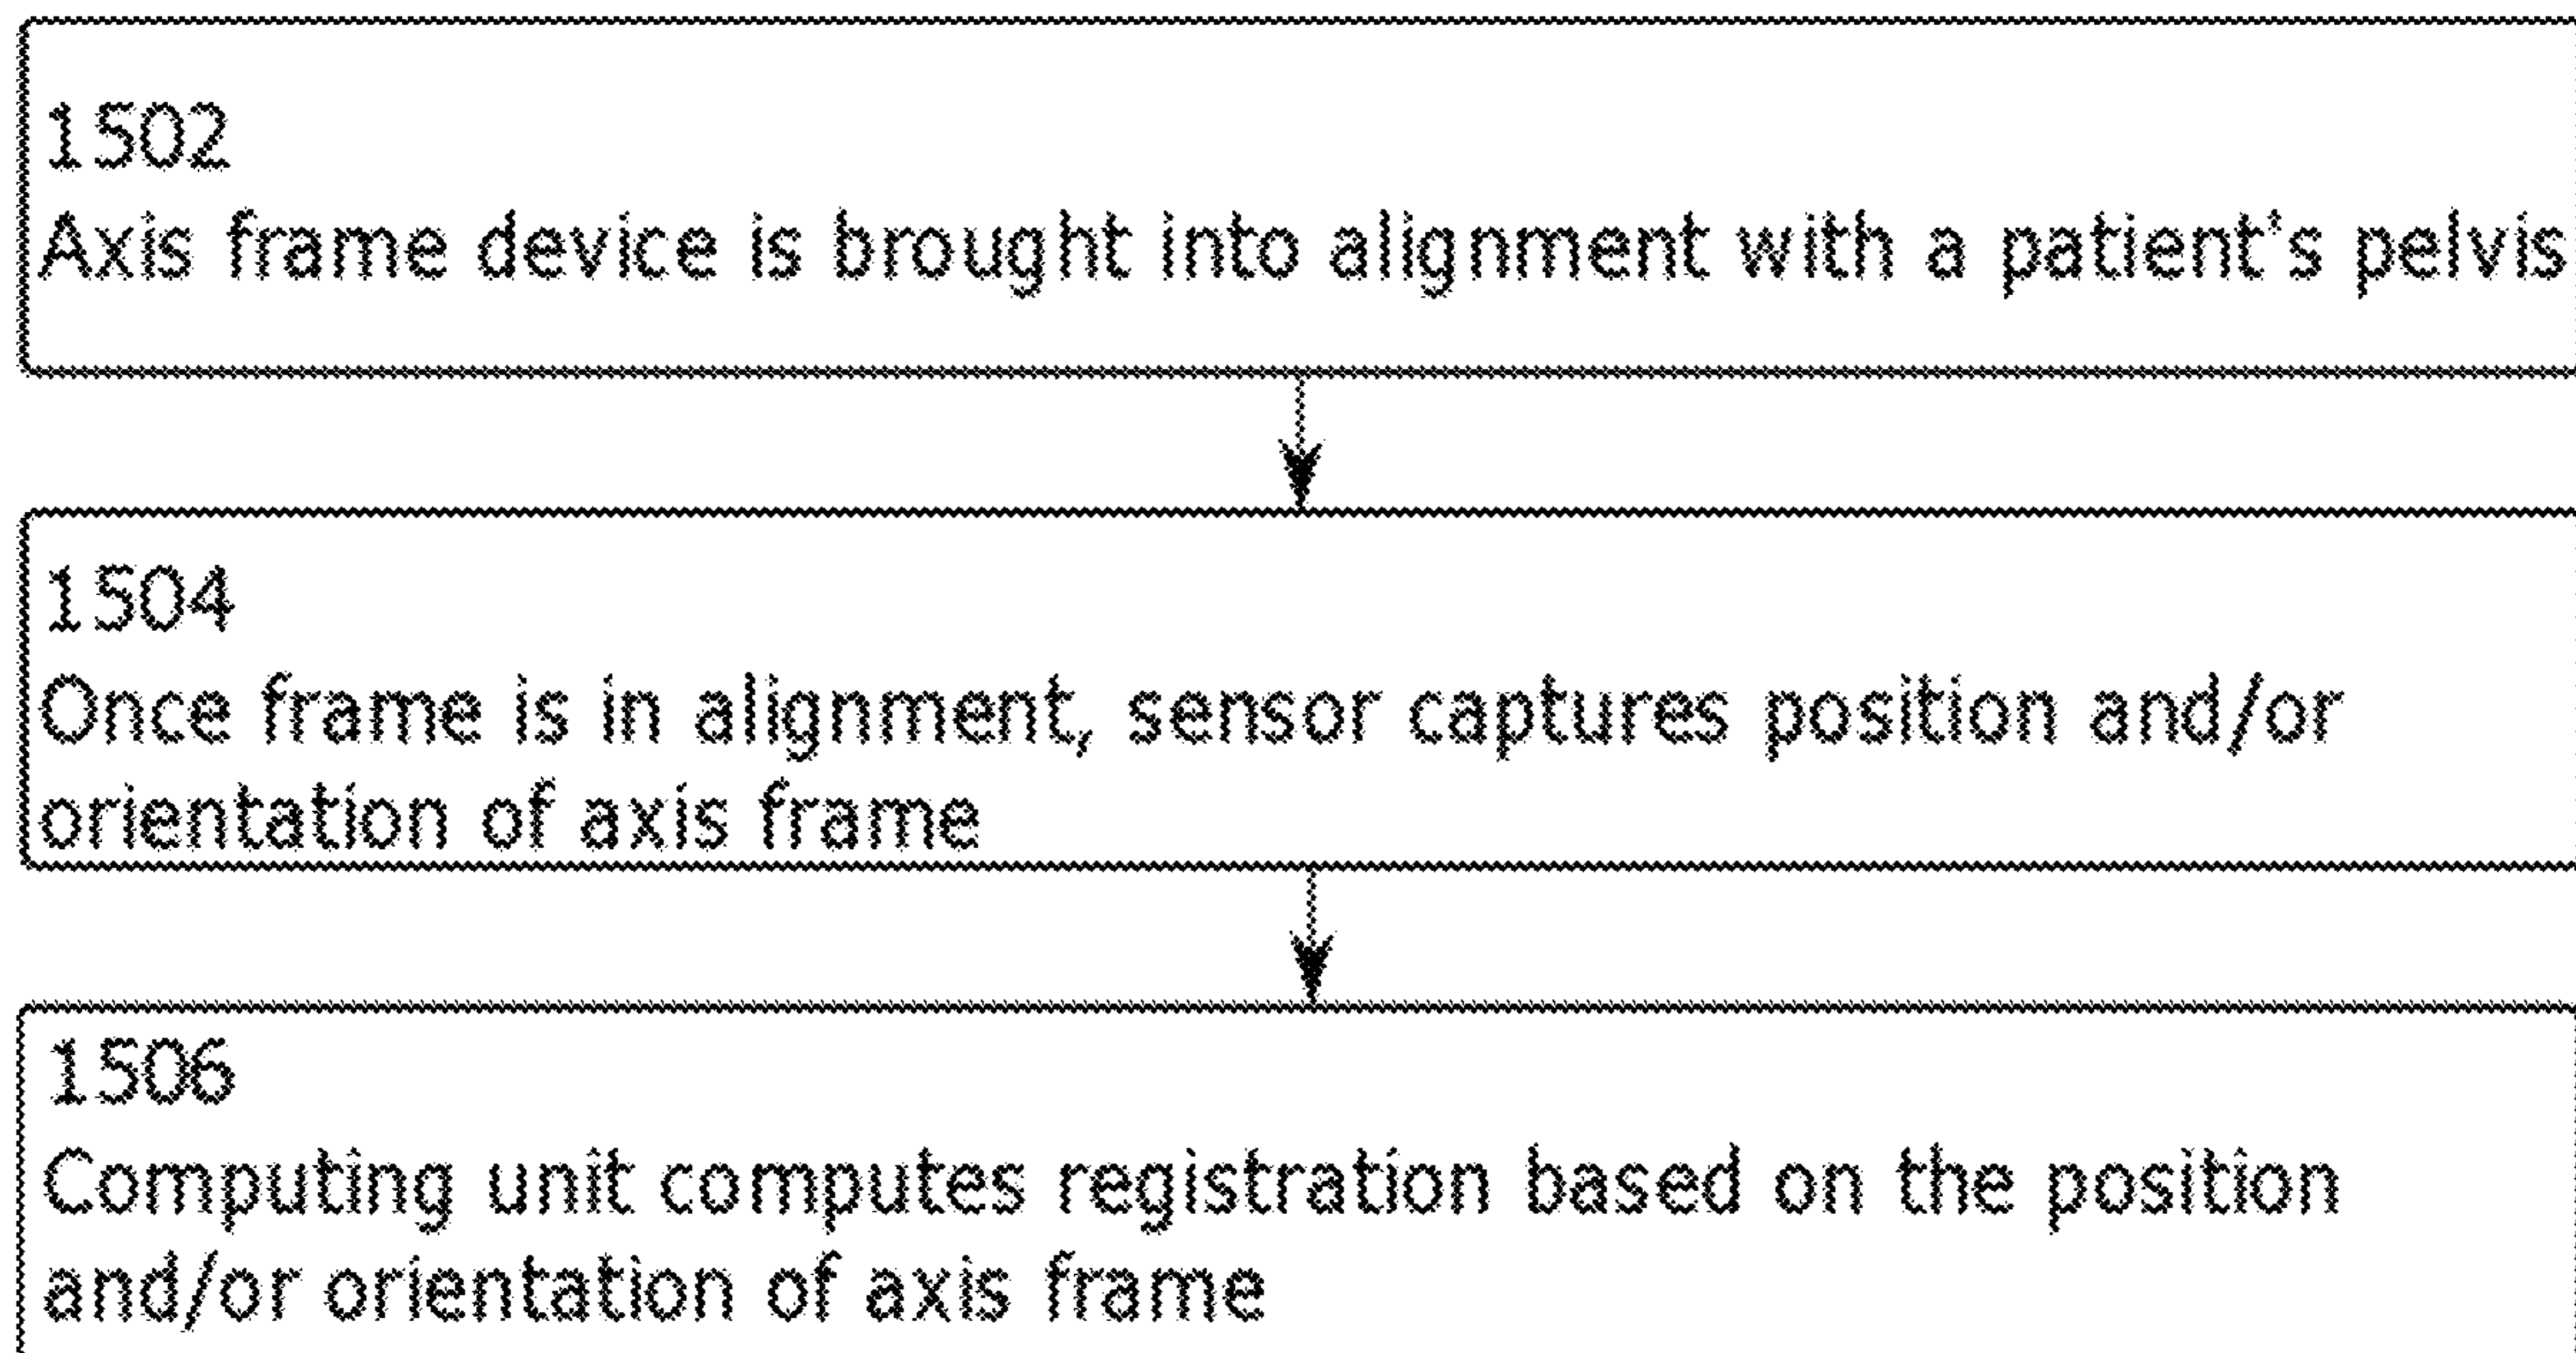 1502
Axis frame device is brought into alignment with a patient's pelvis
1504
Once frame is in alignment, sensor captures position and/or
orientation of axis frame
1506
Computing unit computes registration based on the position
and/or orientation of axis frame